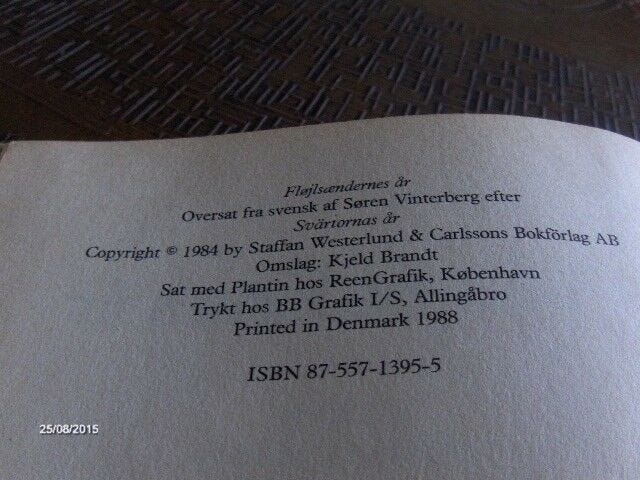 Fløjlsændernes år
Oversat fra svensk af Søren Vinterberg efter
Svärtornas år
Copyright © 1984 by Staffan Westerlund & Carlssons Bokförlag AB
Omslag: Kjeld Brandt
Sat med Plantin hos ReenGrafik, København
Trykt hos BB Grafik I/S, Allingåbro
Printed in Denmark 1988
ISBN 87-557-1395-5
25/08/2015